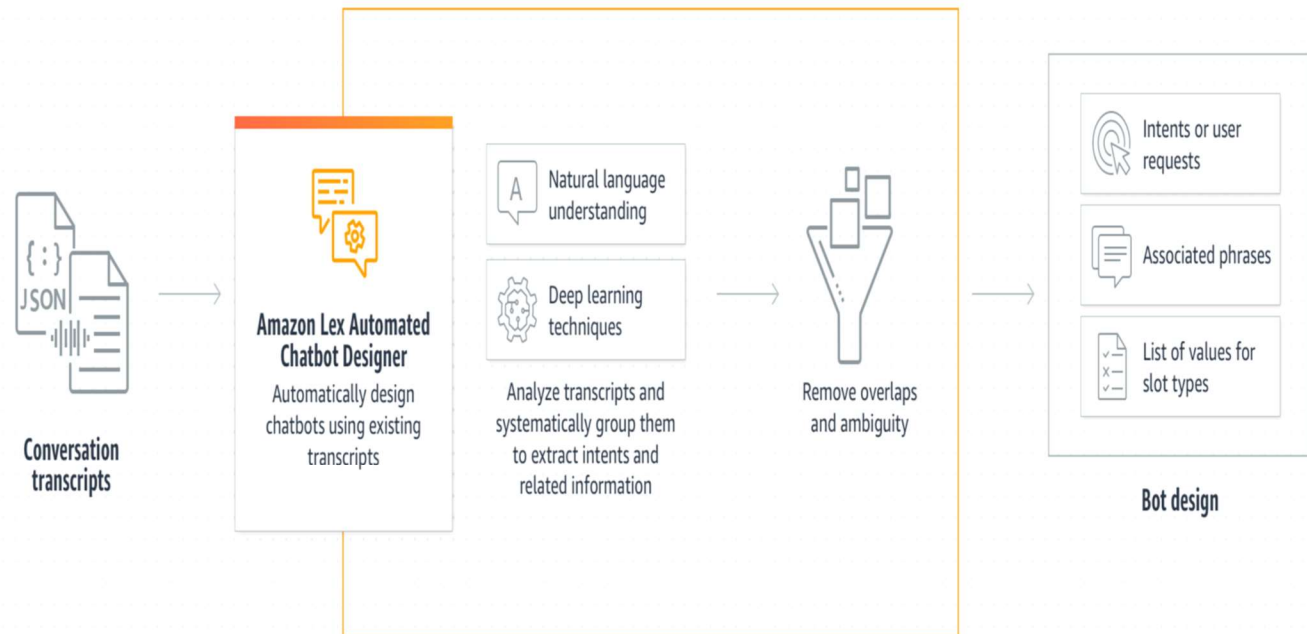 {:}
JSON
Conversation
transcripts
Amazon Lex Automated
Chatbot Designer
Automatically design
chatbots using existing
transcripts
A
Natural language
understanding
Deep learning
techniques
Analyze transcripts and
systematically group them
to extract intents and
related information
Remove overlaps
and ambiguity
Intents or user
requests
Associated phrases
List of values for
slot types
Bot design